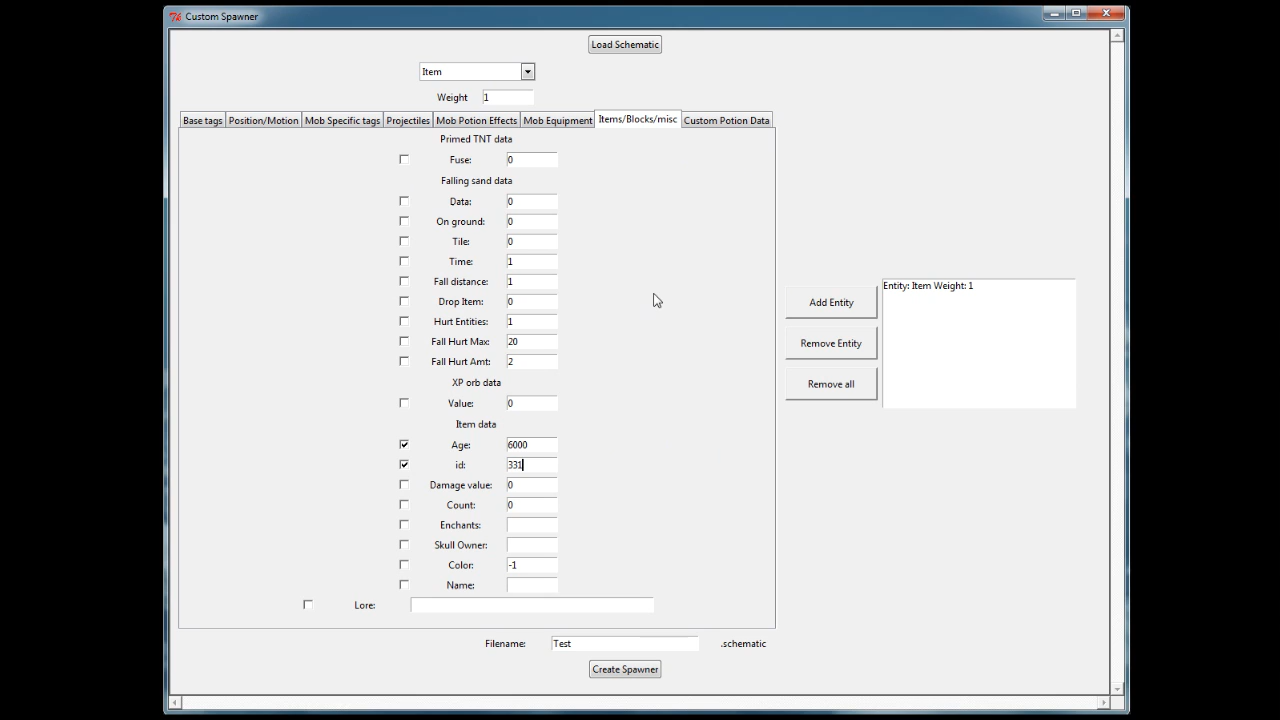 Custom Spawner
Load Schematic
Item
Weight 1
Base tags Position/Motion Mob Specific tags Projectiles Mob Potion Effects Mob Equipment Items/Blocks/misc Custom Potion Data
Primed TNT data
Fuse: 0
Falling sand data
Data: 0
On ground: 0
Tile: 0
Time: 1
Fall distance: 1
Drop Item: 0
Hurt Entities: 1
Fall Hurt Max: 20
Fall Hurt Amt: 2
XP orb data
Value: 0
Item data
Age: 6000
id: 331
Damage value: 0
Count: 0
Enchants:
Skull Owner:
Color: -1
Name:
Lore:
Add Entity
Remove Entity
Remove all
Entity: Item Weight: 1
Filename: Test .schematic
Create Spawner